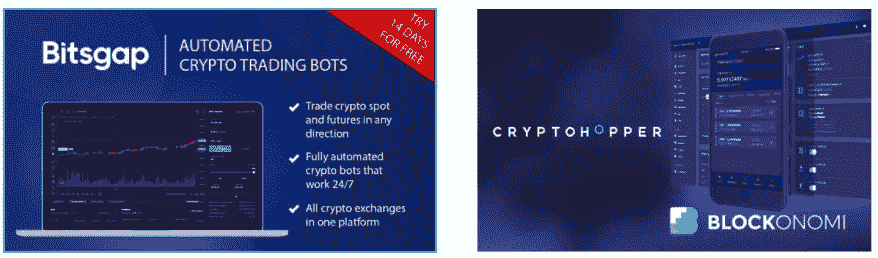 TRY
14 DAYS
FOR FREE
Bitsgap
AUTOMATED
CRYPTO TRADING BOTS
Trade crypto spot
and futures in any
direction
Fully automated
crypto bots that
work 24/7
All crypto exchanges
in one platform
CRYPTOHOPPER
BLOCKONOMI